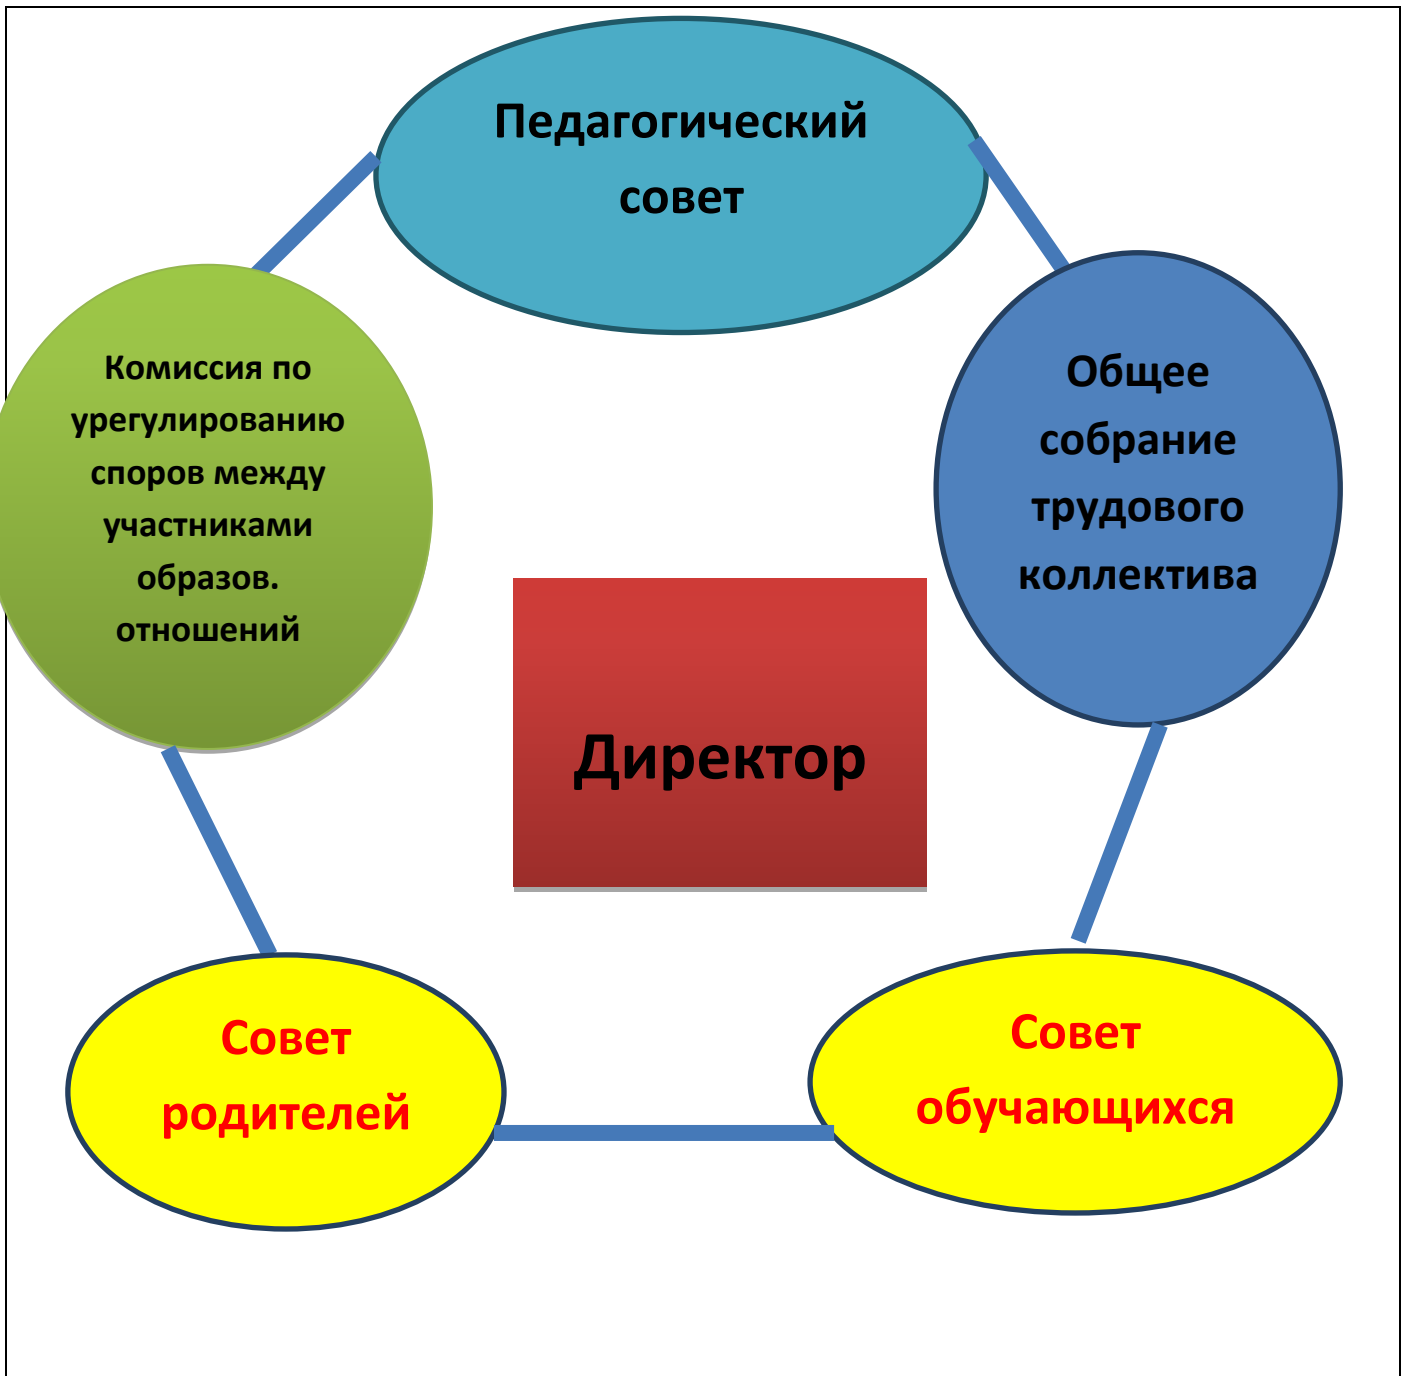 Педагогический
совет
Комиссия по
урегулированию
споров между
участниками
образов.
отношений
Общее
собрание
трудового
коллектива
Директор
Совет
родителей
Совет
обучающихся